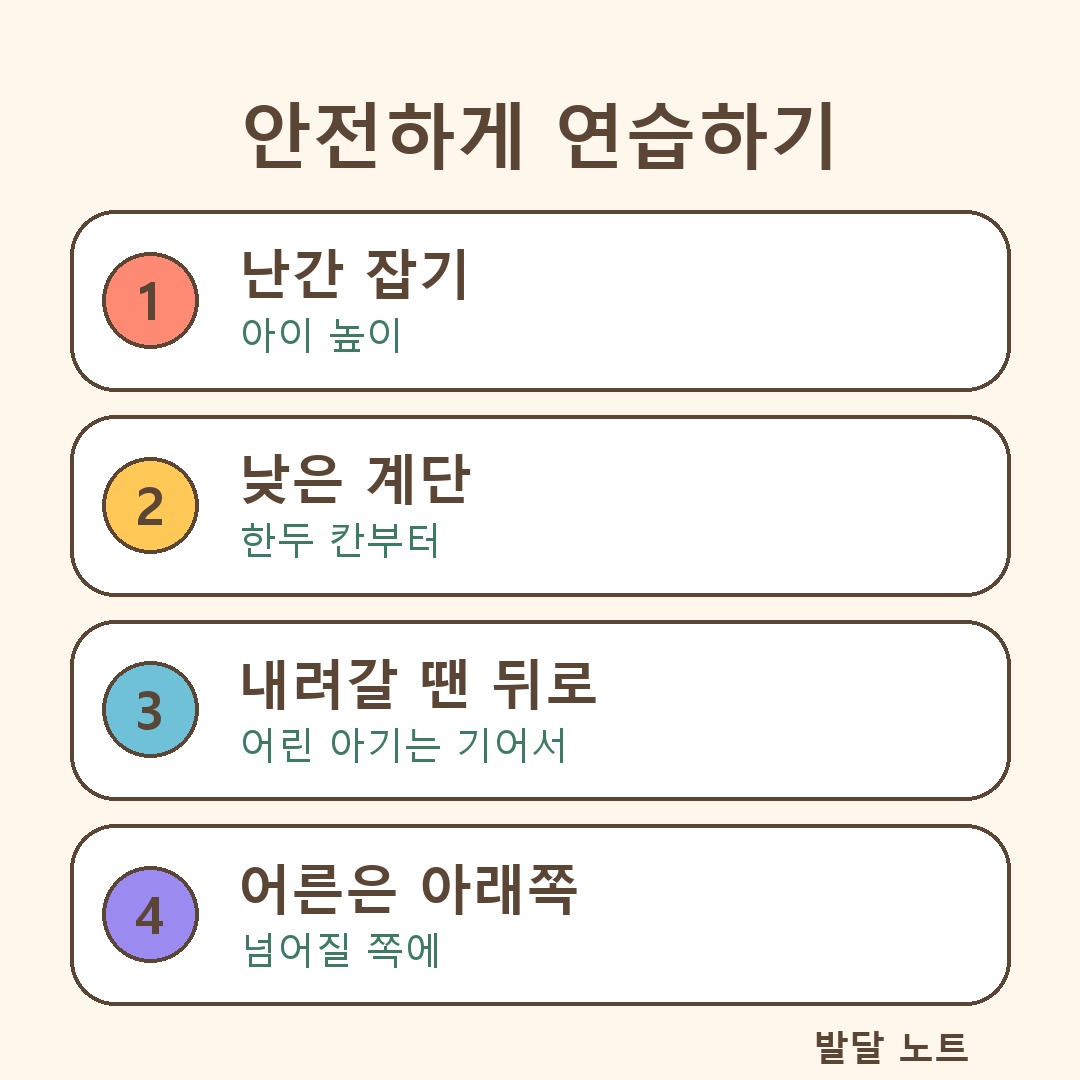 안전하게 연습하기
1
난간 잡기
아이 높이
2
낮은 계단
한두 칸부터
3
내려갈 땐 뒤로
어린 아기는 기어서
4
어른은 아래쪽
넘어질 쪽에
발달 노트